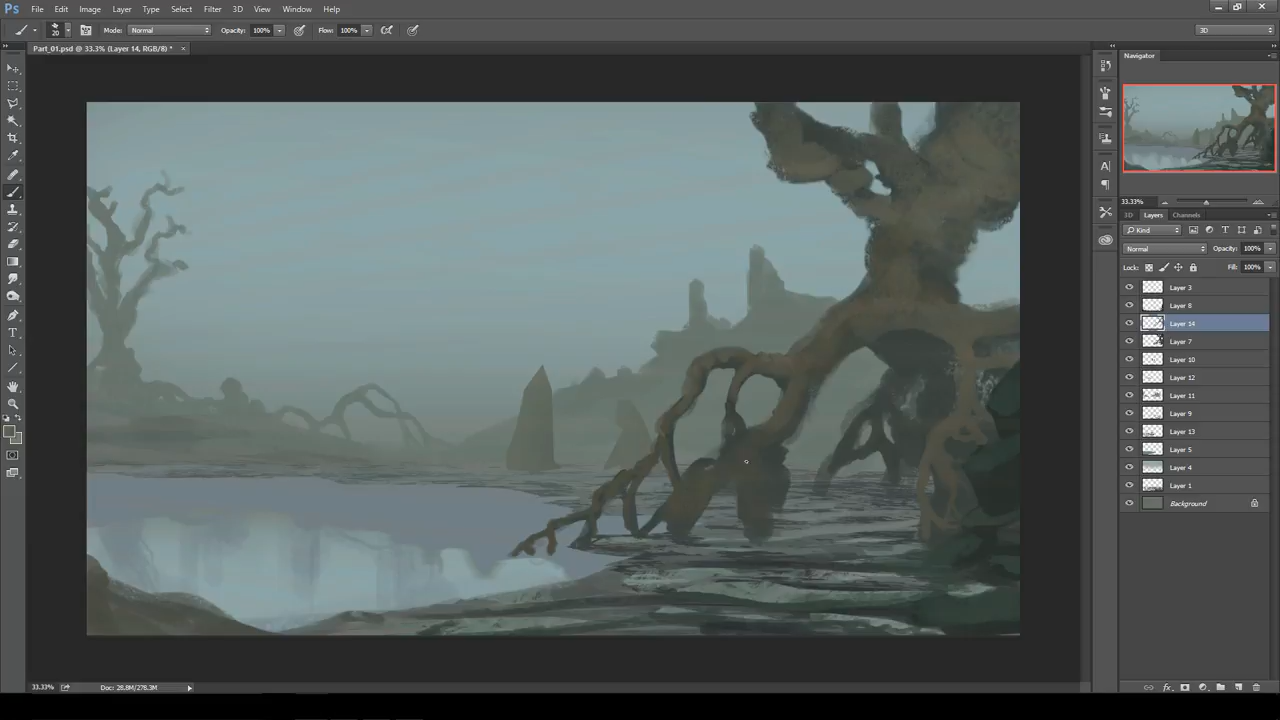 Ps File Edit Image Layer Type Select Filter 3D View Window Help
20 Mode: Normal Opacity: 100% Flow: 100% 3D
Part_01.psd @ 33.3% (Layer 14, RGB/8) * ×
Navigator
33.33%
3D Layers Channels
Kind
Normal Opacity: 100%
Lock: Fill: 100%
Layer 3
Layer 8
Layer 14
Layer 7
Layer 10
Layer 12
Layer 11
Layer 9
Layer 13
Layer 5
Layer 4
Layer 1
Background
33.33% Doc: 28.8M/278.3M